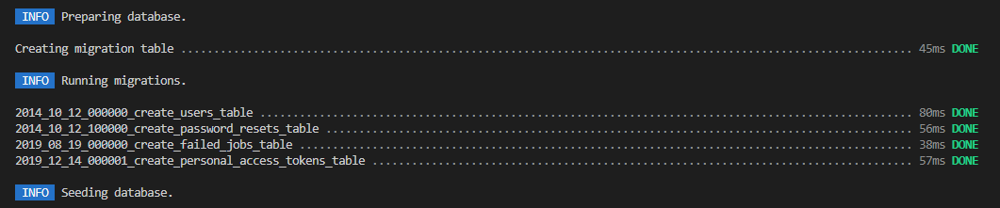 INFO Preparing database.
Creating migration table ........................................................................................................... 45ms DONE
INFO Running migrations.
2014_10_12_000000_create_users_table ............................................................................................... 80ms DONE
2014_10_12_100000_create_password_resets_table ..................................................................................... 56ms DONE
2019_08_19_000000_create_failed_jobs_table ......................................................................................... 38ms DONE
2019_12_14_000001_create_personal_access_tokens_table .............................................................................. 57ms DONE
INFO Seeding database.